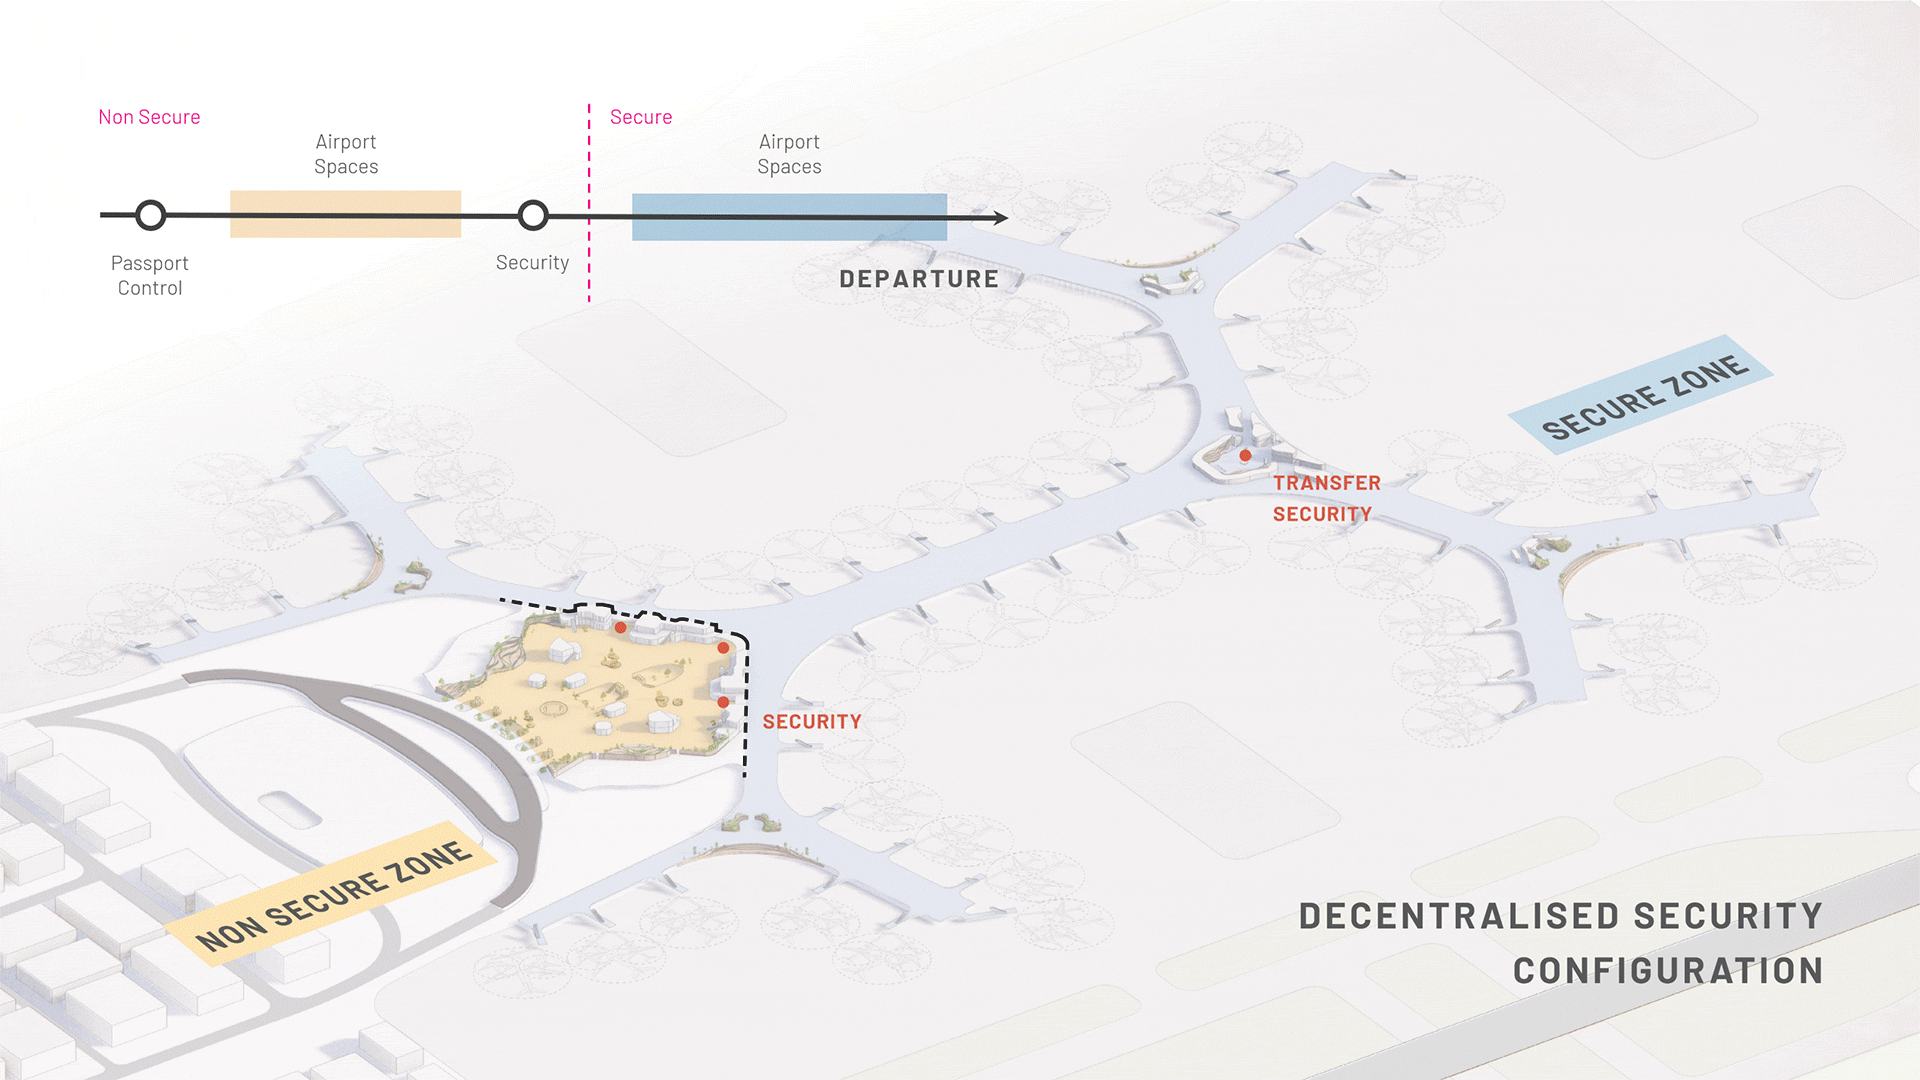 Non Secure
Secure
Airport
Spaces
Airport
Spaces
Passport
Control
Security
DEPARTURE
SECURE ZONE
TRANSFER
SECURITY
SECURITY
NON SECURE ZONE
DECENTRALISED SECURITY
CONFIGURATION